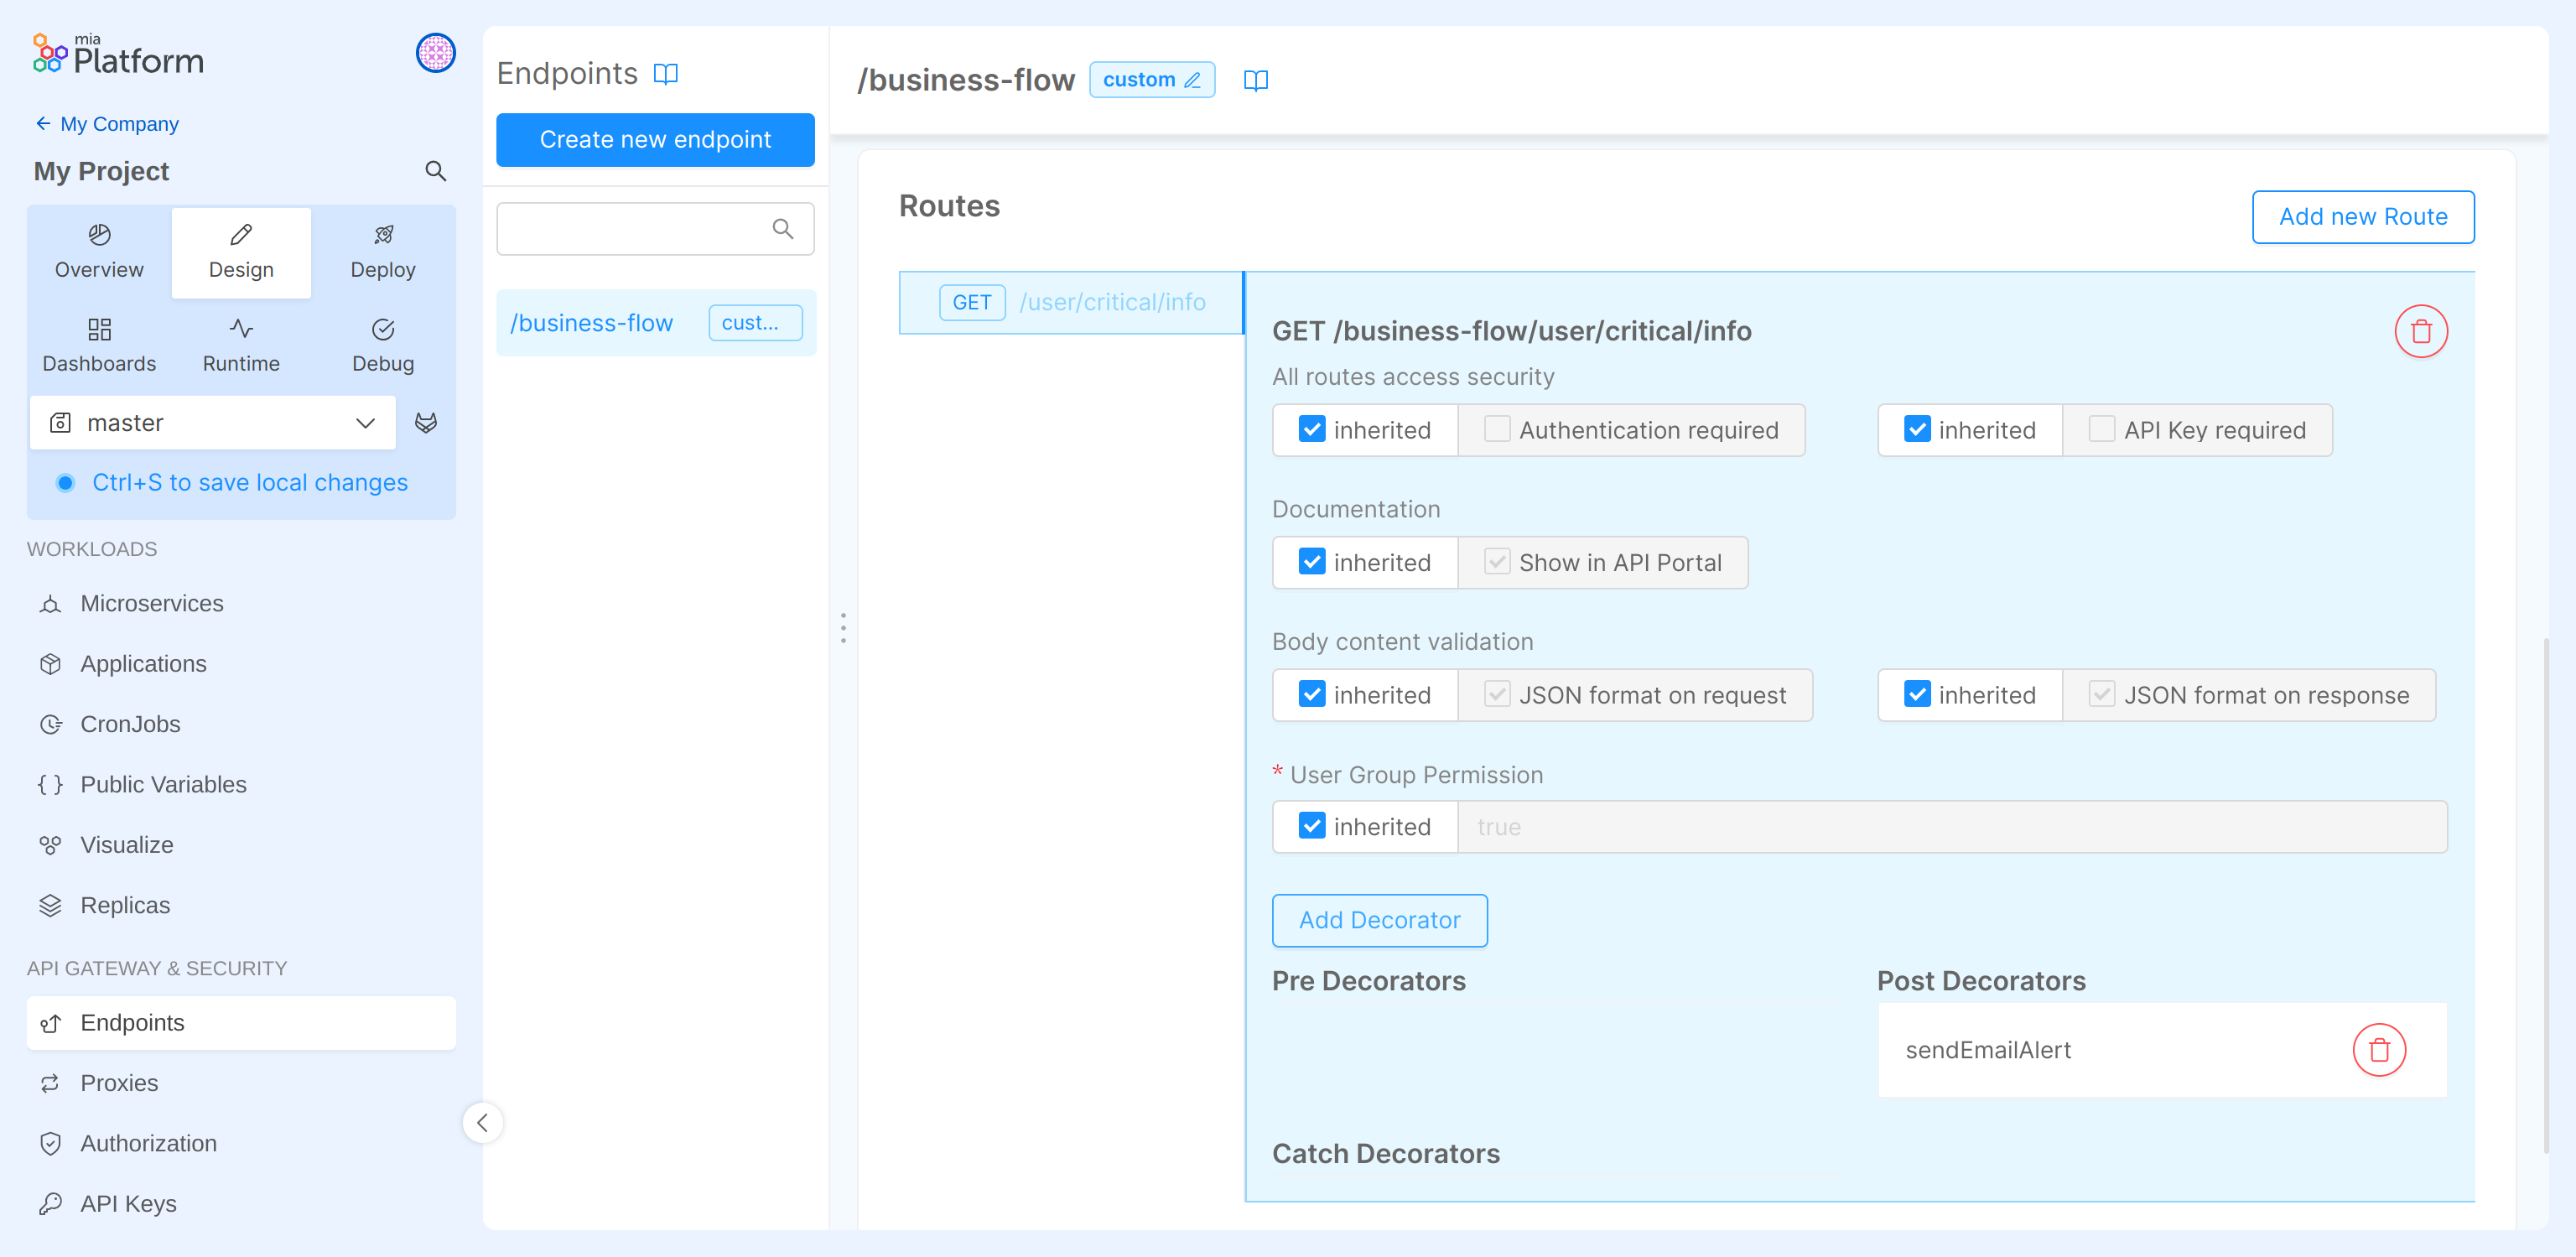 mia
Platform
My Company
My Project
Overview
Design
Deploy
Dashboards
Runtime
Debug
master
Ctrl+S to save local changes
WORKLOADS
Microservices
Applications
CronJobs
Public Variables
Visualize
Replicas
API GATEWAY & SECURITY
Endpoints
Proxies
Authorization
API Keys
Endpoints
Create new endpoint
/business-flow cust...
/business-flow custom
Routes
Add new Route
GET /user/critical/info
GET /business-flow/user/critical/info
All routes access security
inherited Authentication required inherited API Key required
Documentation
inherited Show in API Portal
Body content validation
inherited JSON format on request inherited JSON format on response
* User Group Permission
inherited true
Add Decorator
Pre Decorators
Post Decorators
sendEmailAlert
Catch Decorators